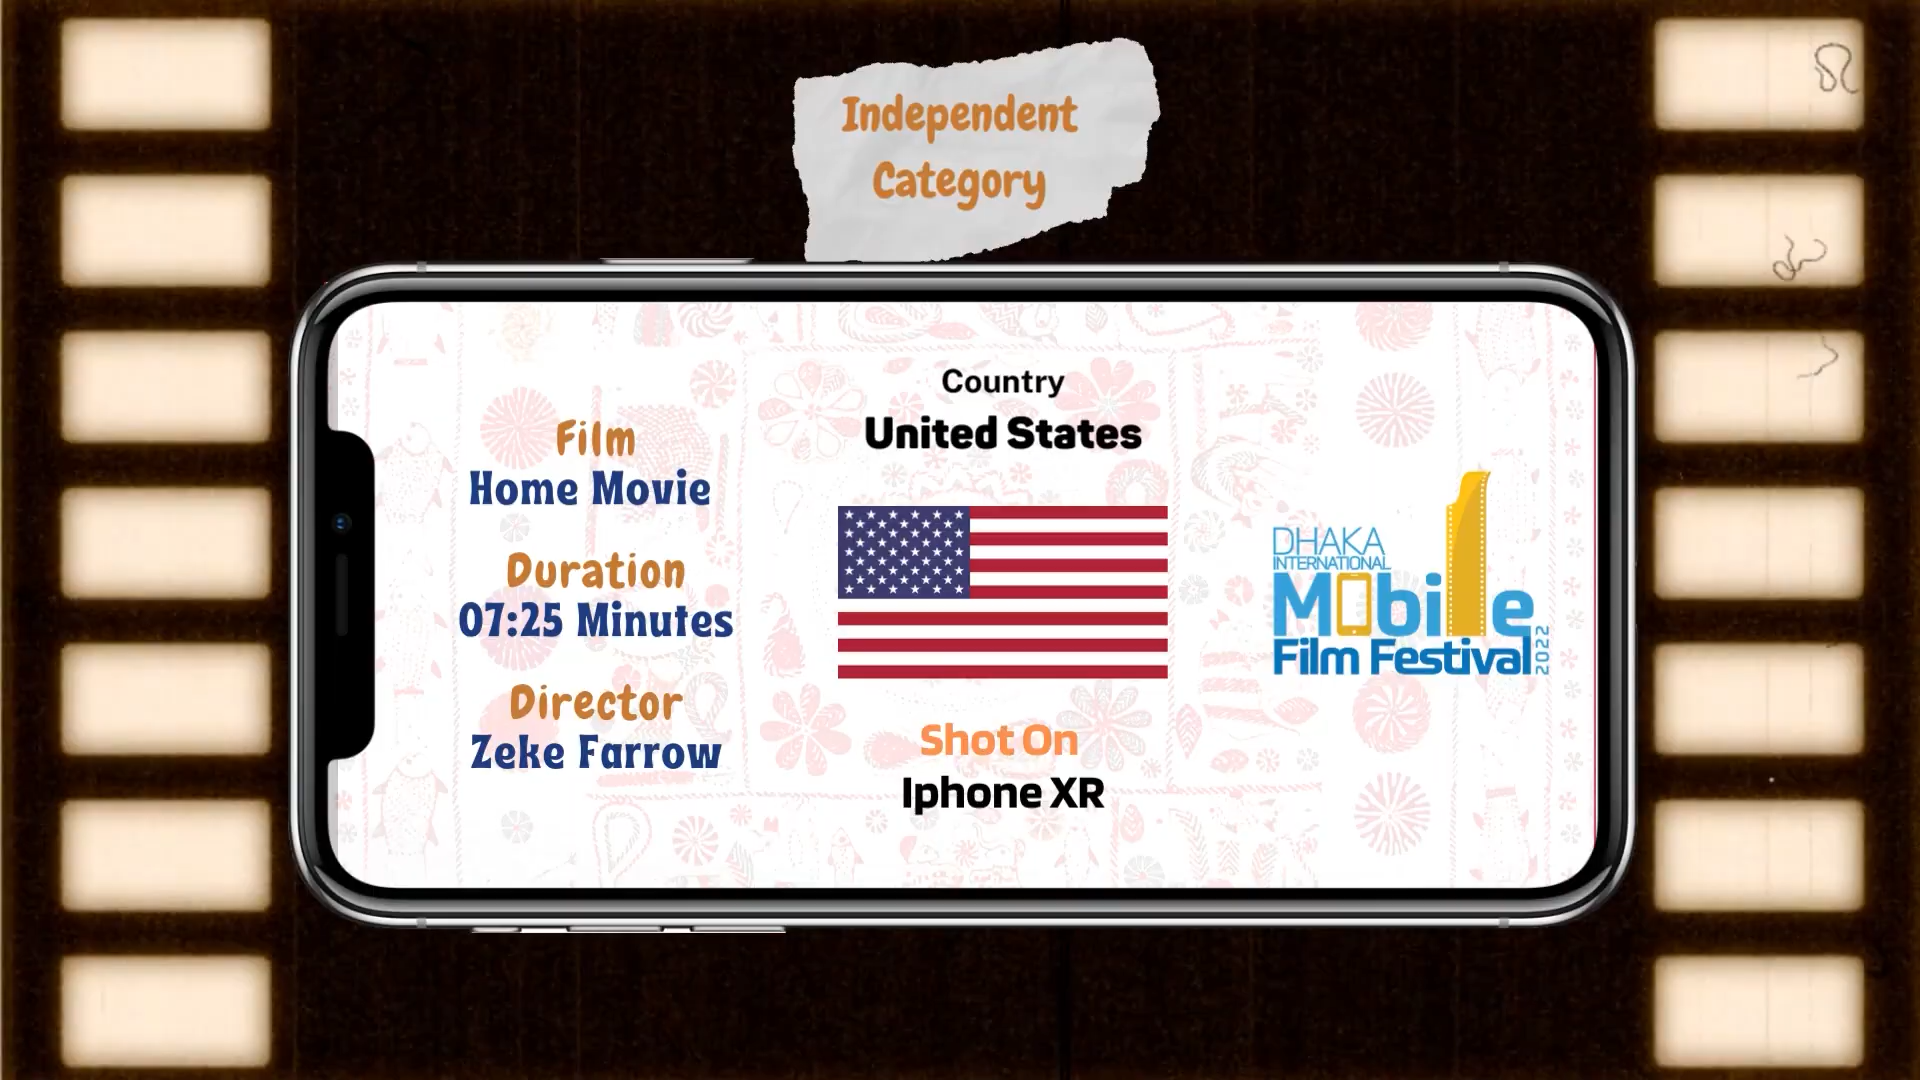 Independent
Category
Film
Home Movie
Duration
07:25 Minutes
Director
Zeke Farrow
Country
United States
Shot On
Iphone XR
DHAKA
INTERNATIONAL
Mobile
Film Festival
2022